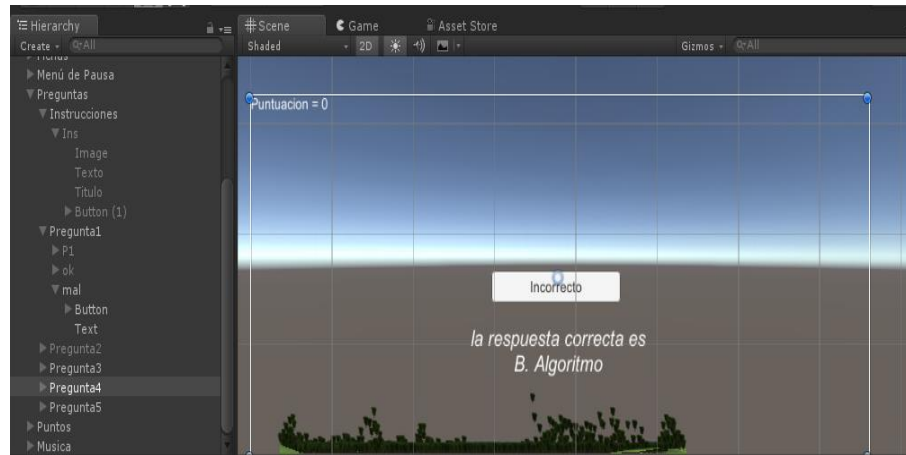 Hierarchy
Create
All
Menú de Pausa
Preguntas
Instrucciones
Ins
Image
Texto
Titulo
Button (1)
Pregunta1
P1
ok
mal
Button
Text
Pregunta2
Pregunta3
Pregunta4
Pregunta5
Puntos
Musica
Scene
Game
Asset Store
Shaded
2D
Gizmos
All
Puntuacion = 0
Incorrecto
la respuesta correcta es
B. Algoritmo